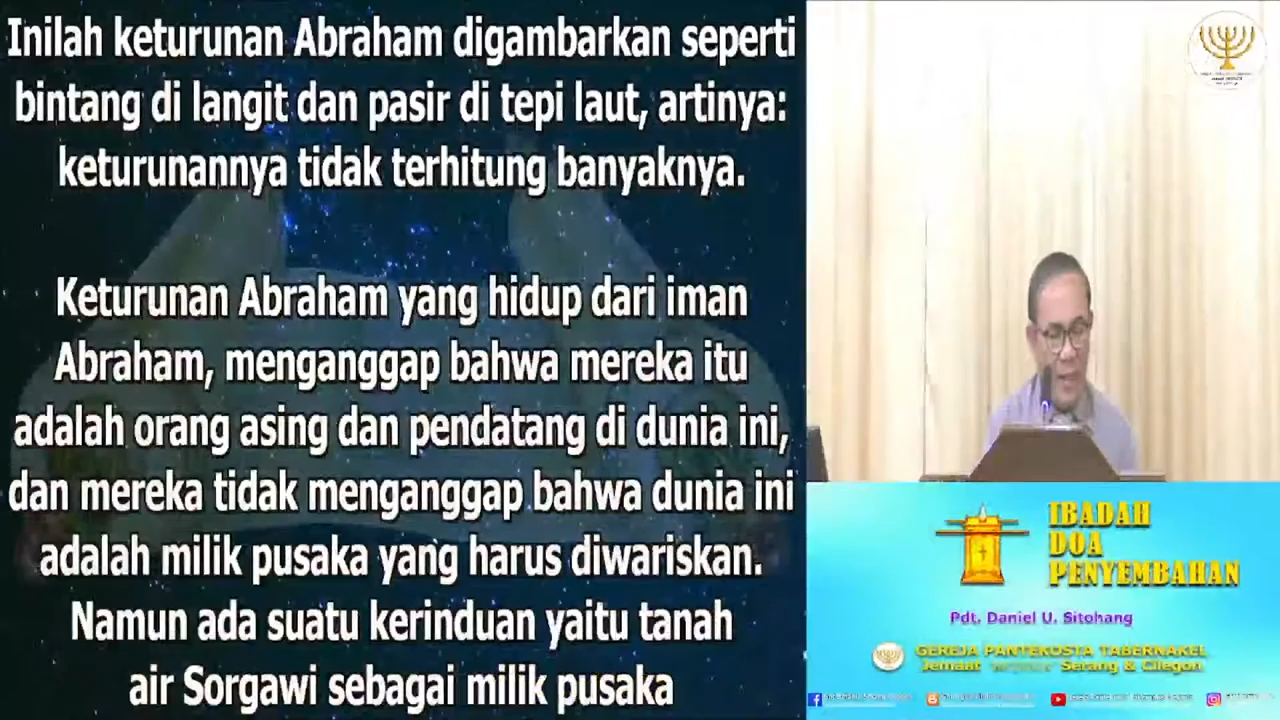 Inilah keturunan Abraham digambarkan seperti
bintang di langit dan pasir di tepi laut, artinya:
keturunannya tidak terhitung banyaknya.
Keturunan Abraham yang hidup dari iman
Abraham, menganggap bahwa mereka itu
adalah orang asing dan pendatang di dunia ini,
dan mereka tidak menganggap bahwa dunia ini
adalah milik pusaka yang harus diwariskan.
Namun ada suatu kerinduan yaitu tanah
air Sorgawi sebagai milik pusaka
IBADAH
DOA
PENYEMBAHAN
Pdt. Daniel U. Sitohang
GEREJA PANTEKOSTA TABERNAKEL
Jemaat Serang & Cilegon